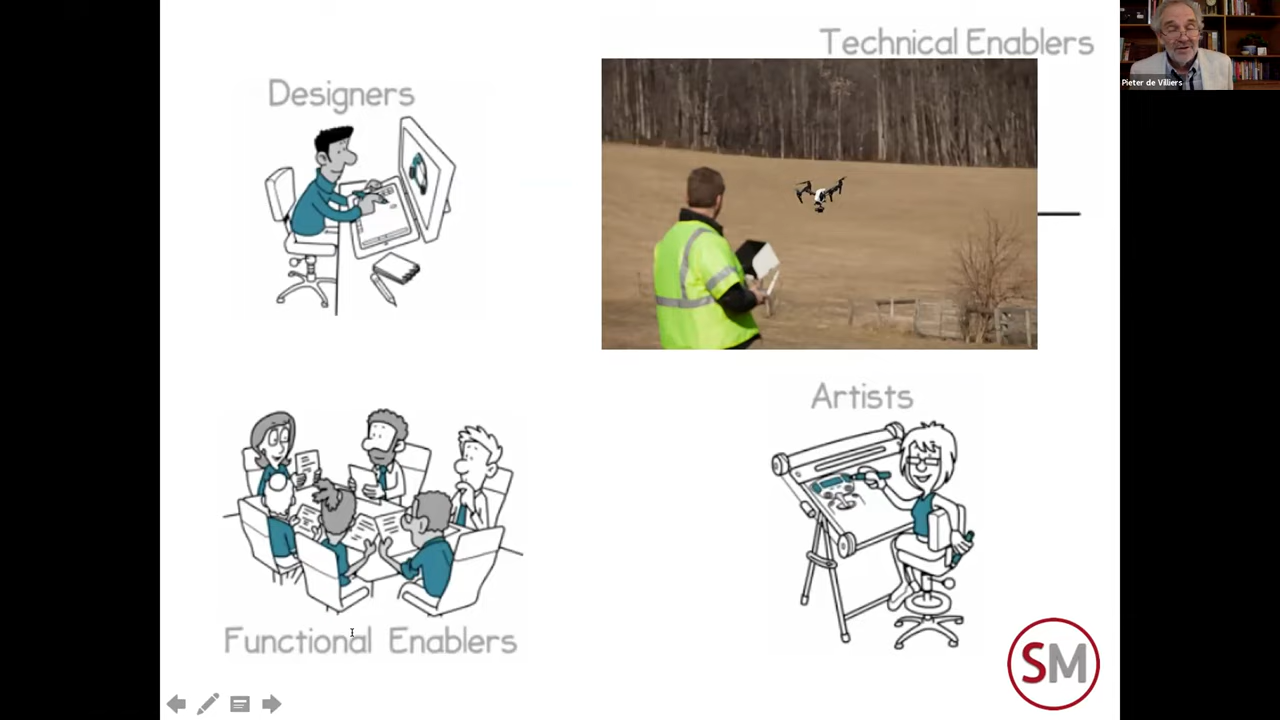 Technical Enablers
Pieter de Villiers
Designers
Artists
Functional Enablers
SM